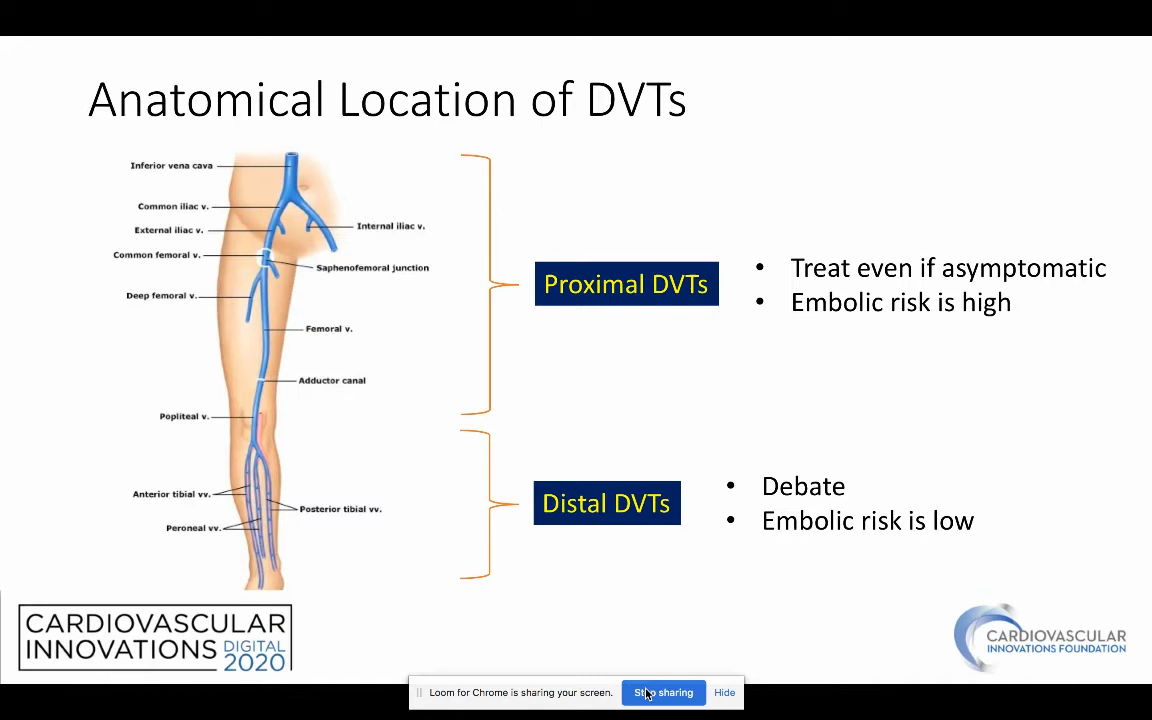 Anatomical Location of DVTs
Inferior vena cava
Common iliac v.
Internal iliac v.
External iliac v.
Common femoral v.
Saphenofemoral junction
Deep femoral v.
Femoral v.
Adductor canal
Popliteal v.
Anterior tibial vv.
Posterior tibial vv.
Peroneal vv.
Proximal DVTs
• Treat even if asymptomatic
• Embolic risk is high
Distal DVTs
• Debate
• Embolic risk is low
CARDIOVASCULAR
INNOVATIONS DIGITAL
2020
CARDIOVASCULAR
INNOVATIONS FOUNDATION
Loom for Chrome is sharing your screen.
Stop sharing
Hide